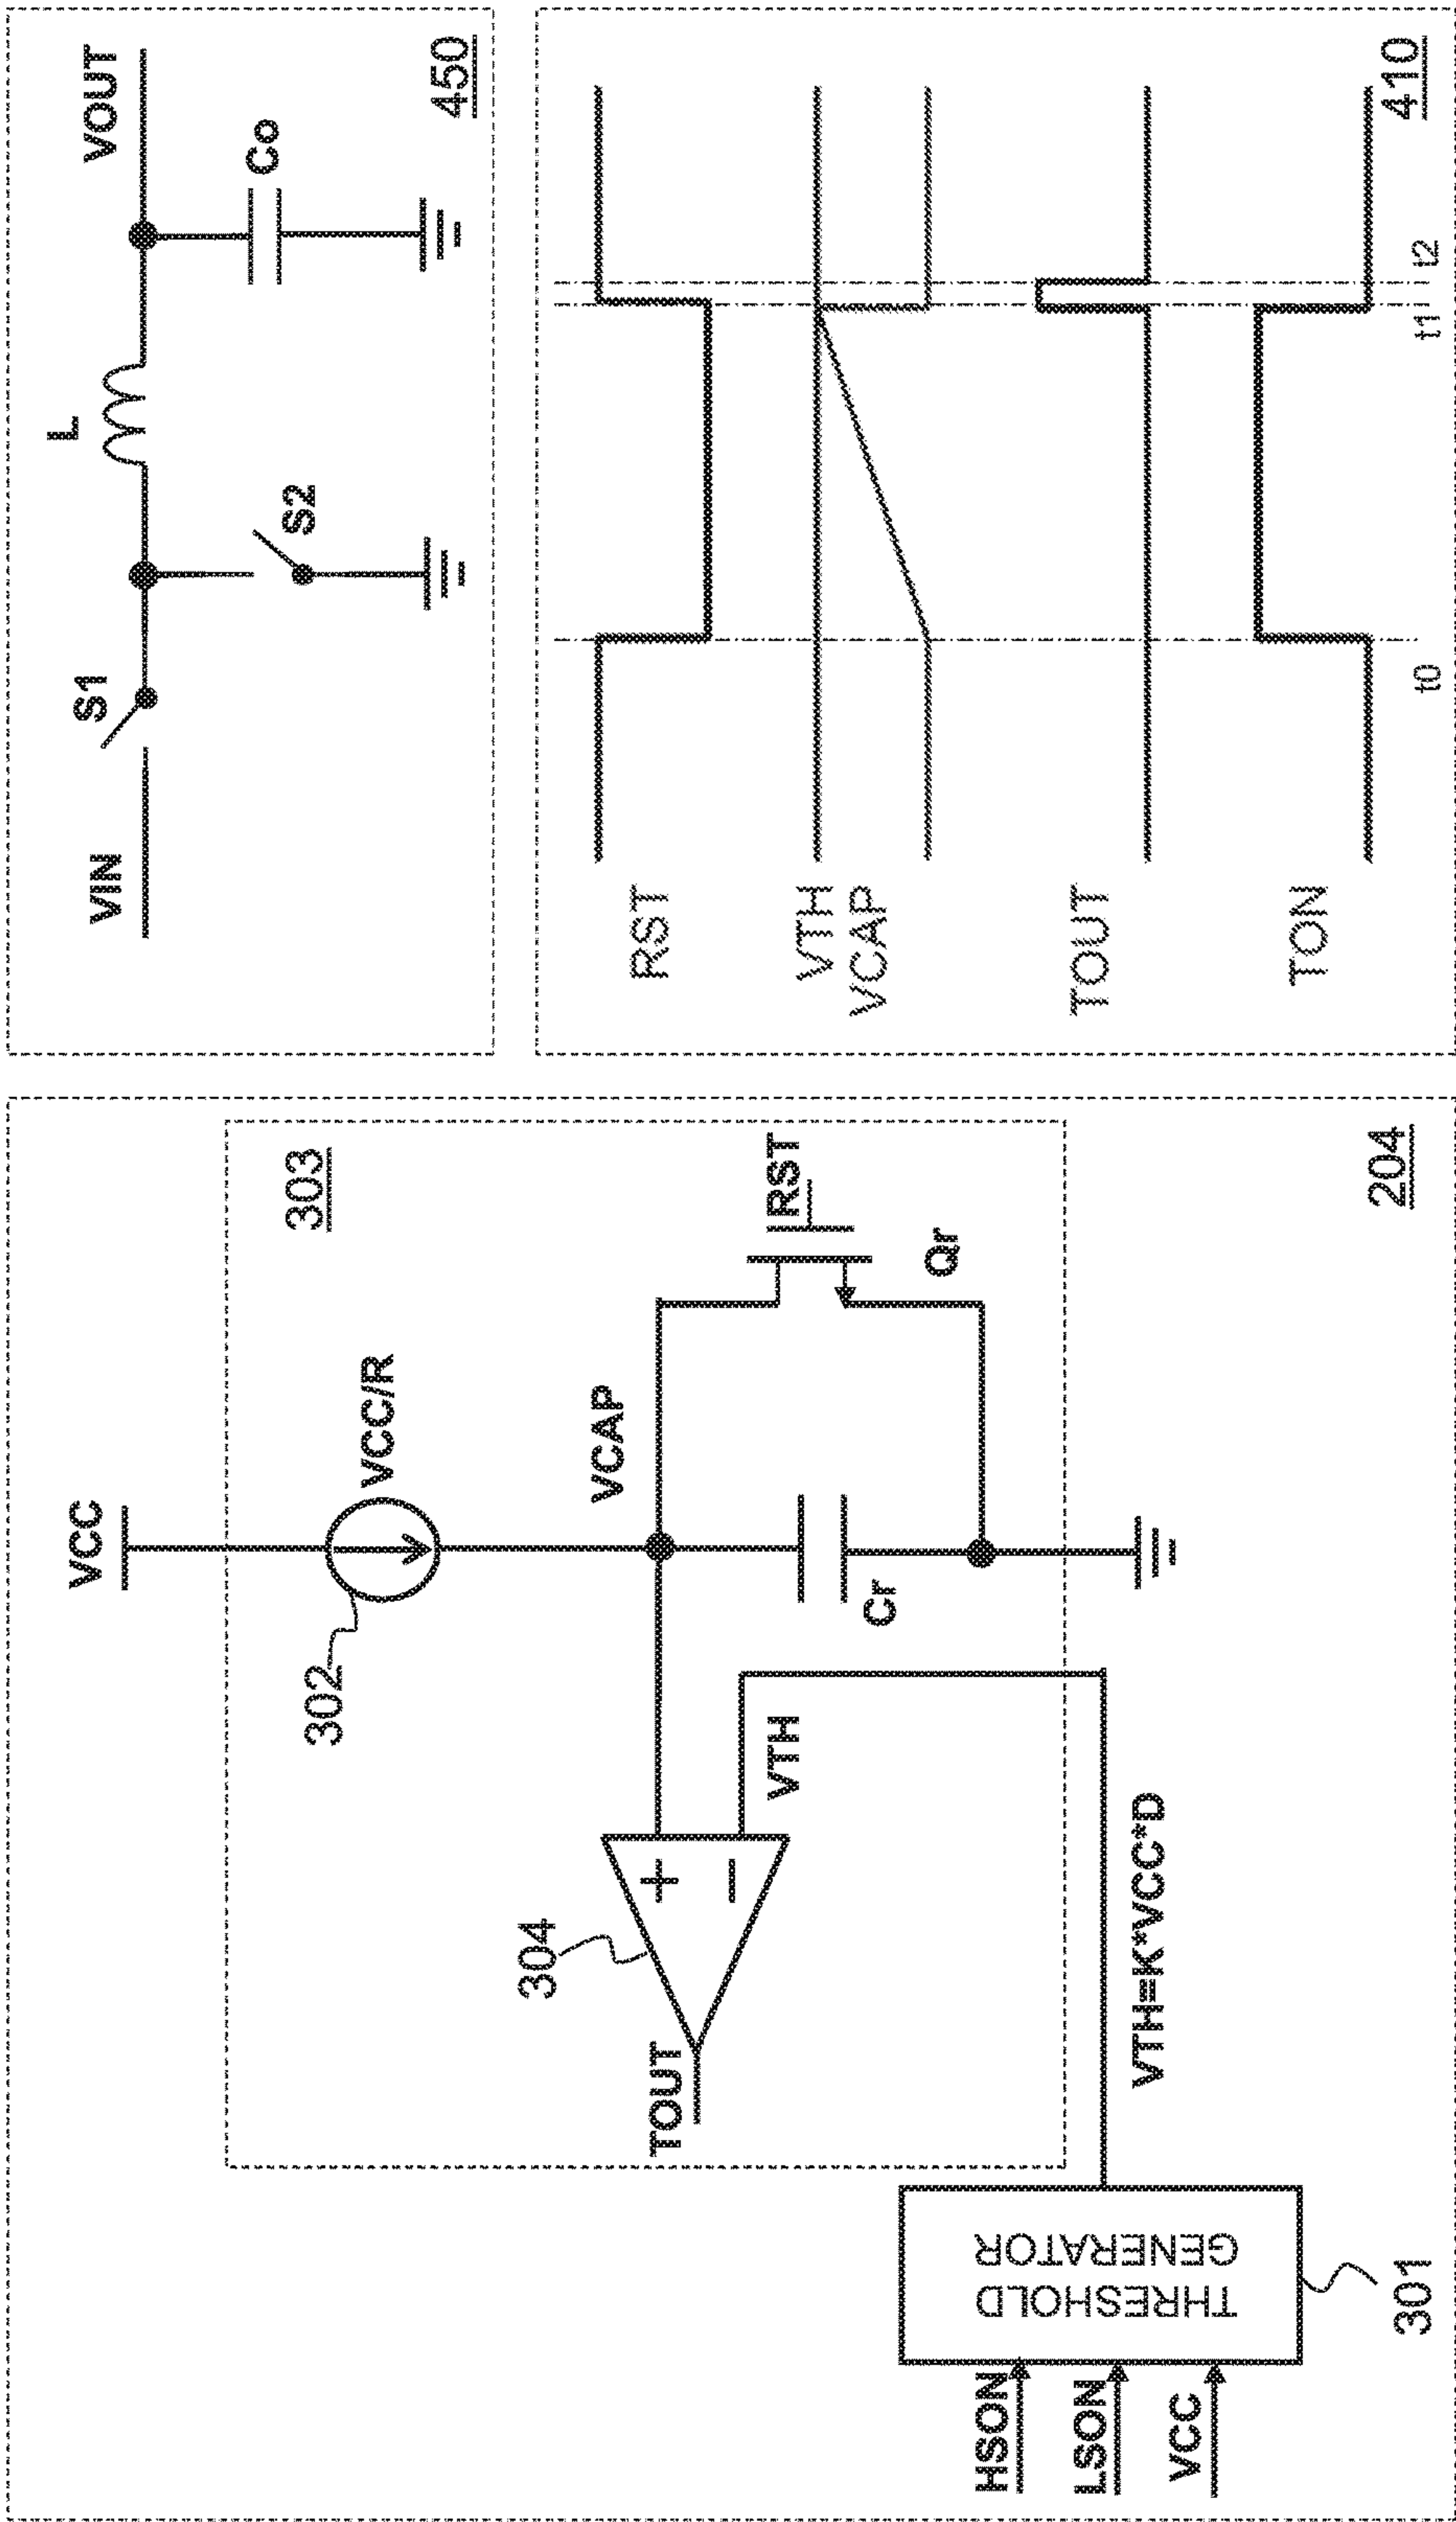 VCC
302
VCC/R
303
VCAP
304
TOUT
+
−
VTH
Cr
RST
Qr
HSON
LSON
VCC
THRESHOLD
GENERATOR
301
VTH=K*VCC*D
204
VIN
S1
S2
L
VOUT
Co
450
RST
VTH
VCAP
TOUT
TON
t0
t1
t2
410